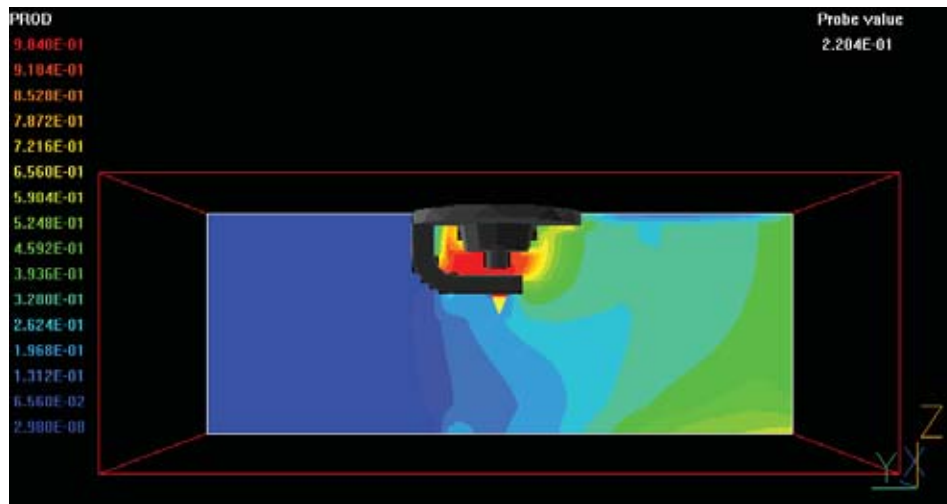 PROD
Probe value
9.840E-01
2.204E-01
9.184E-01
8.528E-01
7.872E-01
7.216E-01
6.560E-01
5.904E-01
5.248E-01
4.592E-01
3.936E-01
3.280E-01
2.624E-01
1.968E-01
1.312E-01
6.560E-02
2.980E-08
Z
Y X